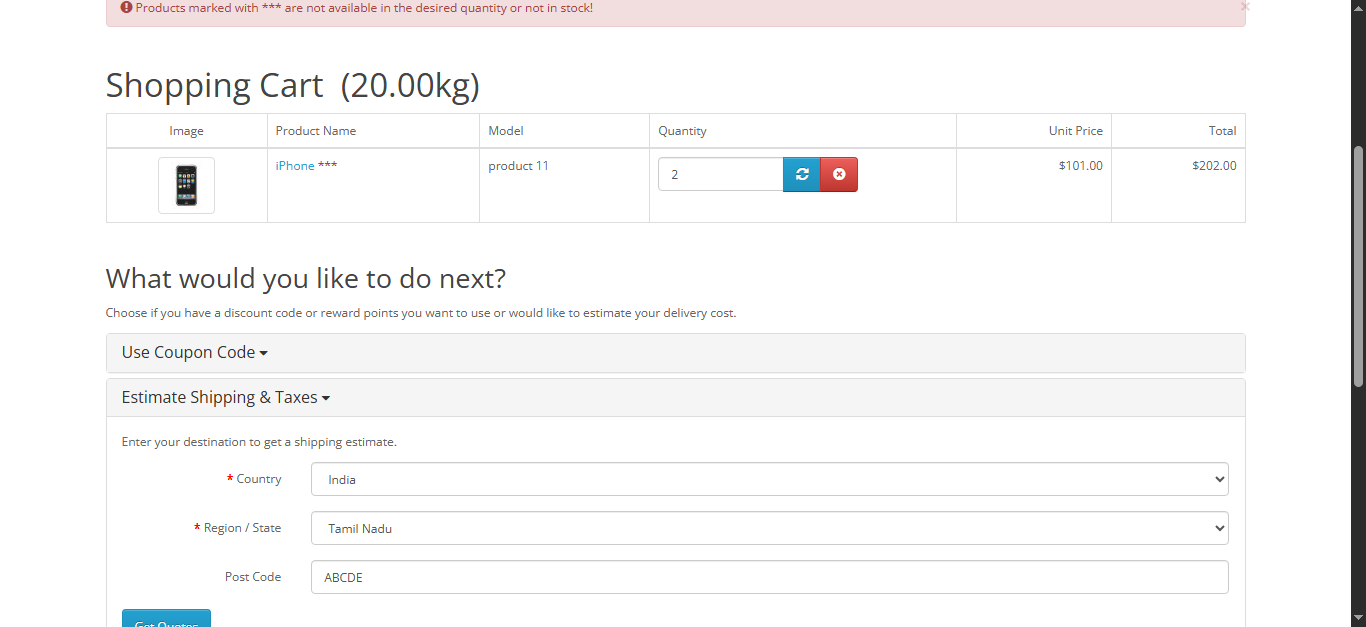 Products marked with *** are not available in the desired quantity or not in stock!
×
Shopping Cart (20.00kg)
Image Product Name Model Quantity Unit Price Total
iPhone *** product 11 2 $101.00 $202.00
What would you like to do next?
Choose if you have a discount code or reward points you want to use or would like to estimate your delivery cost.
Use Coupon Code
Estimate Shipping & Taxes
Enter your destination to get a shipping estimate.
* Country India
* Region / State Tamil Nadu
Post Code ABCDE
Get Quotes